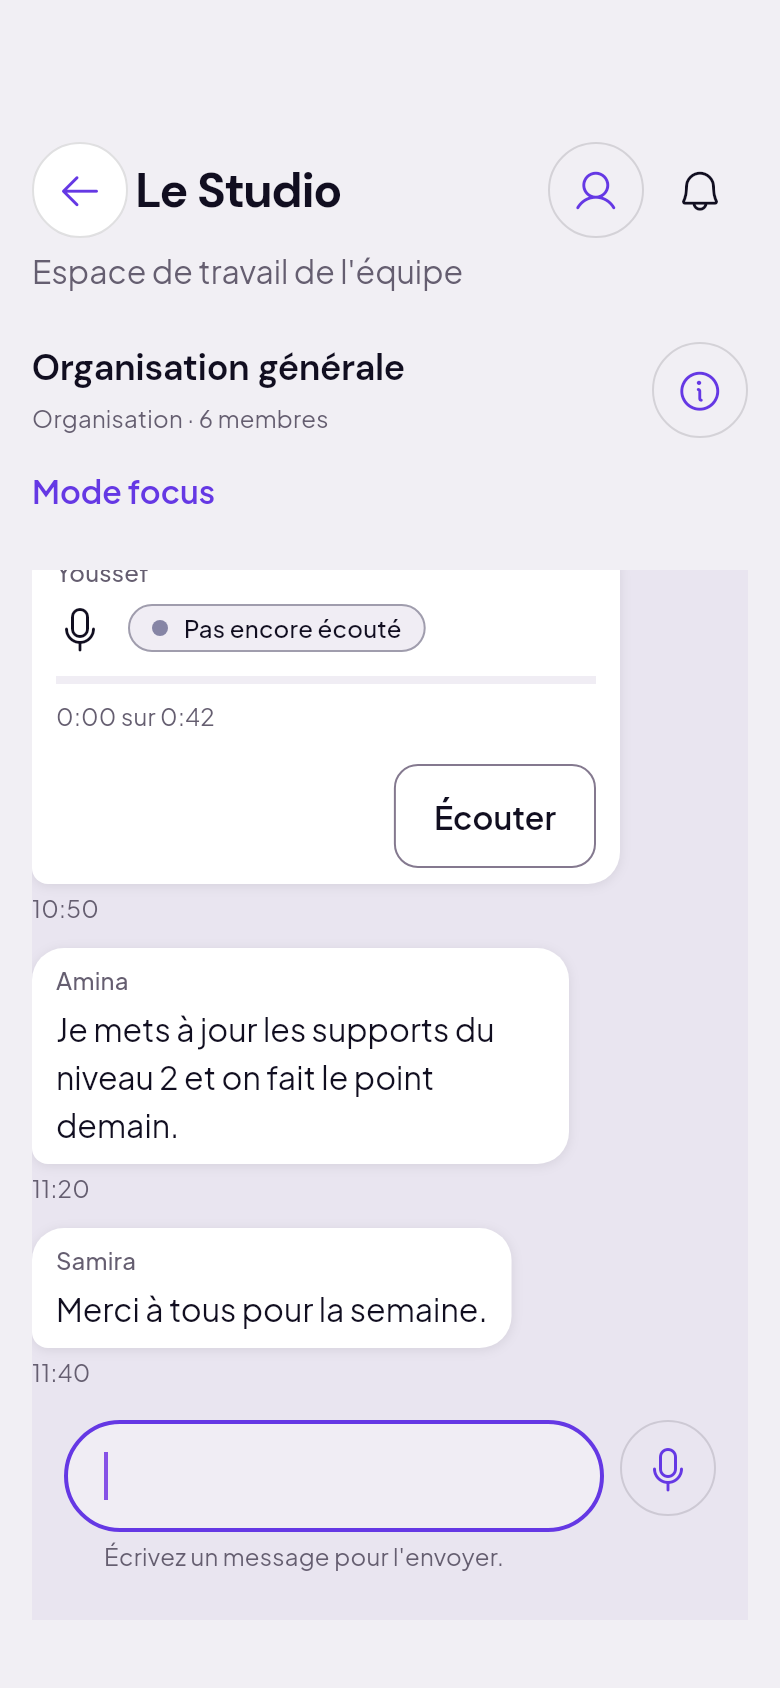 Le Studio
Espace de travail de l'équipe
Organisation générale
Organisation · 6 membres
Mode focus
Youssef
Pas encore écouté
0:00 sur 0:42
Écouter
10:50
Amina
Je mets à jour les supports du
niveau 2 et on fait le point
demain.
11:20
Samira
Merci à tous pour la semaine.
11:40
Écrivez un message pour l'envoyer.